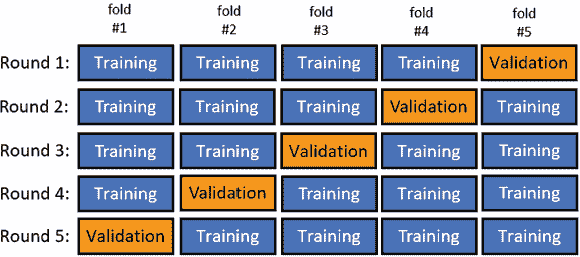 fold fold fold fold fold
#1 #2 #3 #4 #5
Round 1: Training Training Training Training Validation
Round 2: Training Training Training Validation Training
Round 3: Training Training Validation Training Training
Round 4: Training Validation Training Training Training
Round 5: Validation Training Training Training Training